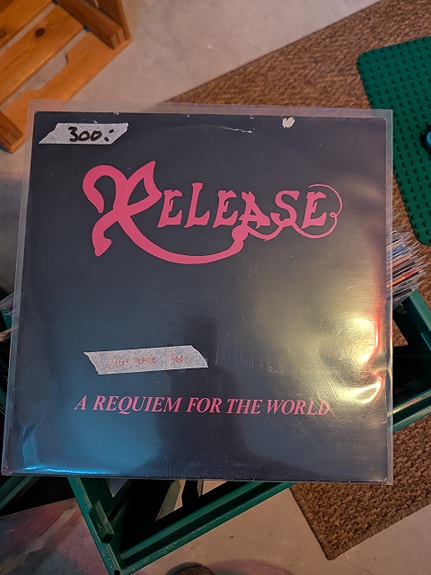 300:-
RELEASE
A REQUIEM FOR THE WORLD